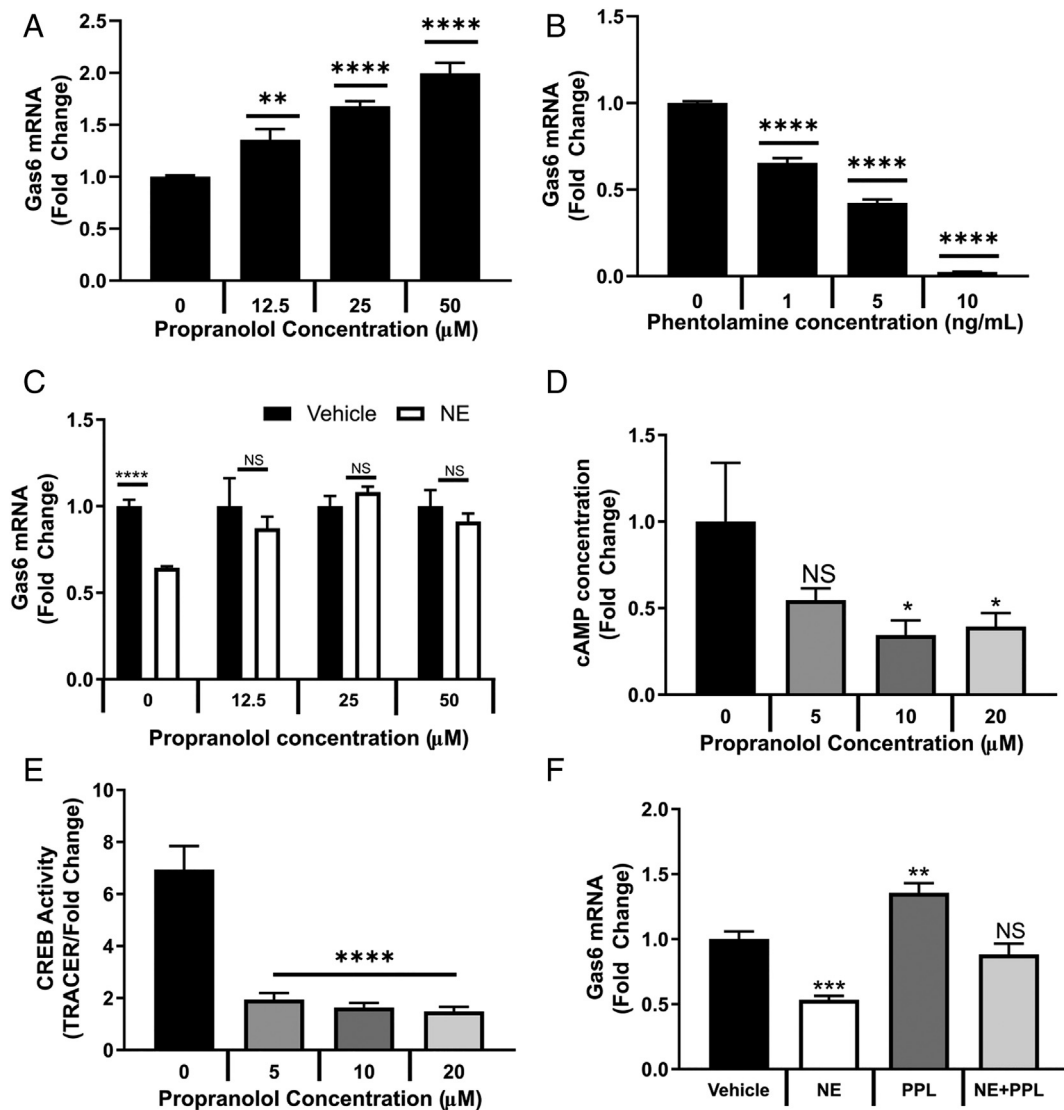 A
Gas6 mRNA
(Fold Change)
2.5
2.0
1.5
1.0
0.5
0.0
**
****
****
0 12.5 25 50
Propranolol Concentration (μM)
B
Gas6 mRNA
(Fold Change)
1.5
1.0
0.5
0.0
****
****
****
0 1 5 10
Phentolamine concentration (ng/mL)
C
Vehicle NE
Gas6 mRNA
(Fold Change)
1.5
1.0
0.5
0.0
****
NS
NS
NS
0 12.5 25 50
Propranolol concentration (μM)
D
cAMP concentration
(Fold Change)
1.5
1.0
0.5
0.0
NS
*
*
0 5 10 20
Propranolol Concentration (μM)
E
CREB Activity
(TRACER/Fold Change)
10
8
6
4
2
0
****
0 5 10 20
Propranolol Concentration (μM)
F
Gas6 mRNA
(Fold Change)
2.0
1.5
1.0
0.5
0.0
***
**
NS
Vehicle NE PPL NE+PPL